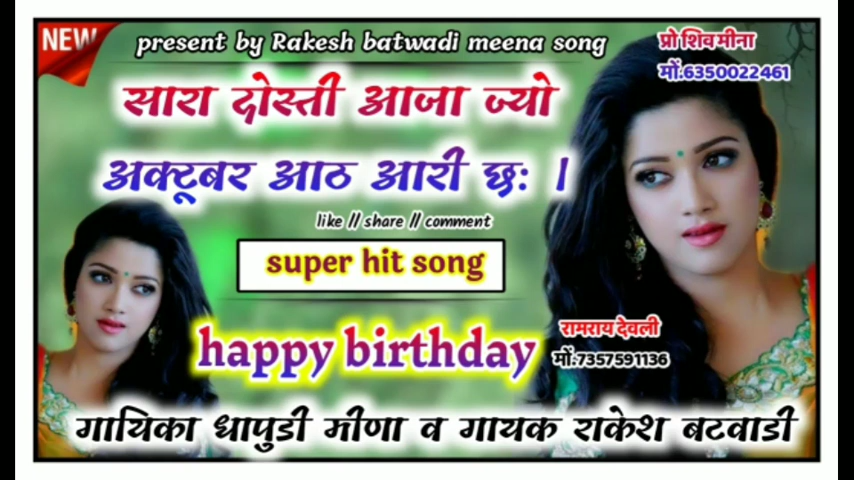 NEW
present by Rakesh batwadi meena song
प्रो शिव मीना
मों:6350022461
सारा दोस्ती आजा ज्यो
अक्टूबर आठ आरी छः ।
like // share // comment
super hit song
happy birthday
रामराय देवली
मों:7357591136
गायिका धापुडी मीणा व गायक राकेश बटवाडी